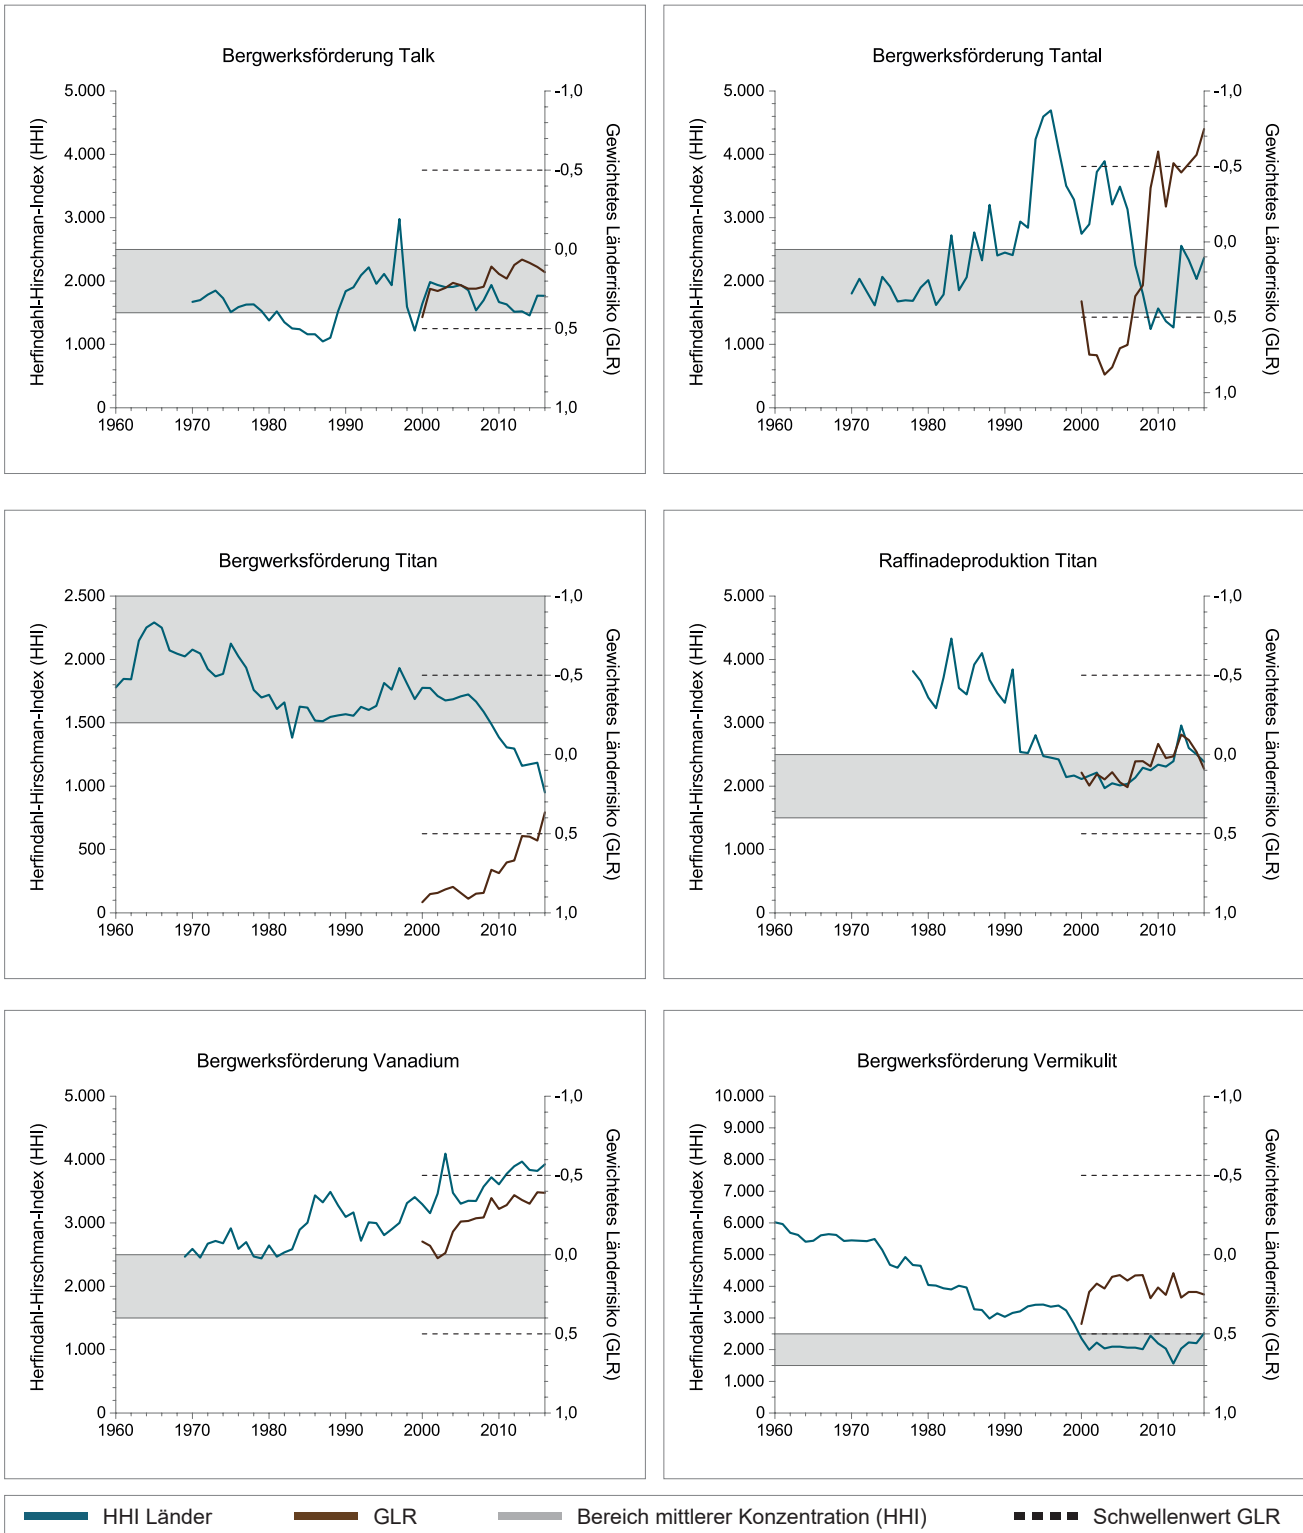 Bergwerksförderung Talk
Herfindahl-Hirschman-Index (HHI)
5.000
4.000
3.000
2.000
1.000
0
1960 1970 1980 1990 2000 2010
-1,0
-0,5
0,0
0,5
1,0
Gewichtetes Länderrisiko (GLR)
Bergwerksförderung Tantal
Herfindahl-Hirschman-Index (HHI)
5.000
4.000
3.000
2.000
1.000
0
1960 1970 1980 1990 2000 2010
-1,0
-0,5
0,0
0,5
1,0
Gewichtetes Länderrisiko (GLR)
Bergwerksförderung Titan
Herfindahl-Hirschman-Index (HHI)
2.500
2.000
1.500
1.000
500
0
1960 1970 1980 1990 2000 2010
-1,0
-0,5
0,0
0,5
1,0
Gewichtetes Länderrisiko (GLR)
Raffinadeproduktion Titan
Herfindahl-Hirschman-Index (HHI)
5.000
4.000
3.000
2.000
1.000
0
1960 1970 1980 1990 2000 2010
-1,0
-0,5
0,0
0,5
1,0
Gewichtetes Länderrisiko (GLR)
Bergwerksförderung Vanadium
Herfindahl-Hirschman-Index (HHI)
5.000
4.000
3.000
2.000
1.000
0
1960 1970 1980 1990 2000 2010
-1,0
-0,5
0,0
0,5
1,0
Gewichtetes Länderrisiko (GLR)
Bergwerksförderung Vermikulit
Herfindahl-Hirschman-Index (HHI)
10.000
9.000
8.000
7.000
6.000
5.000
4.000
3.000
2.000
1.000
0
1960 1970 1980 1990 2000 2010
-1,0
-0,5
0,0
0,5
1,0
Gewichtetes Länderrisiko (GLR)
HHI Länder GLR Bereich mittlerer Konzentration (HHI) Schwellenwert GLR